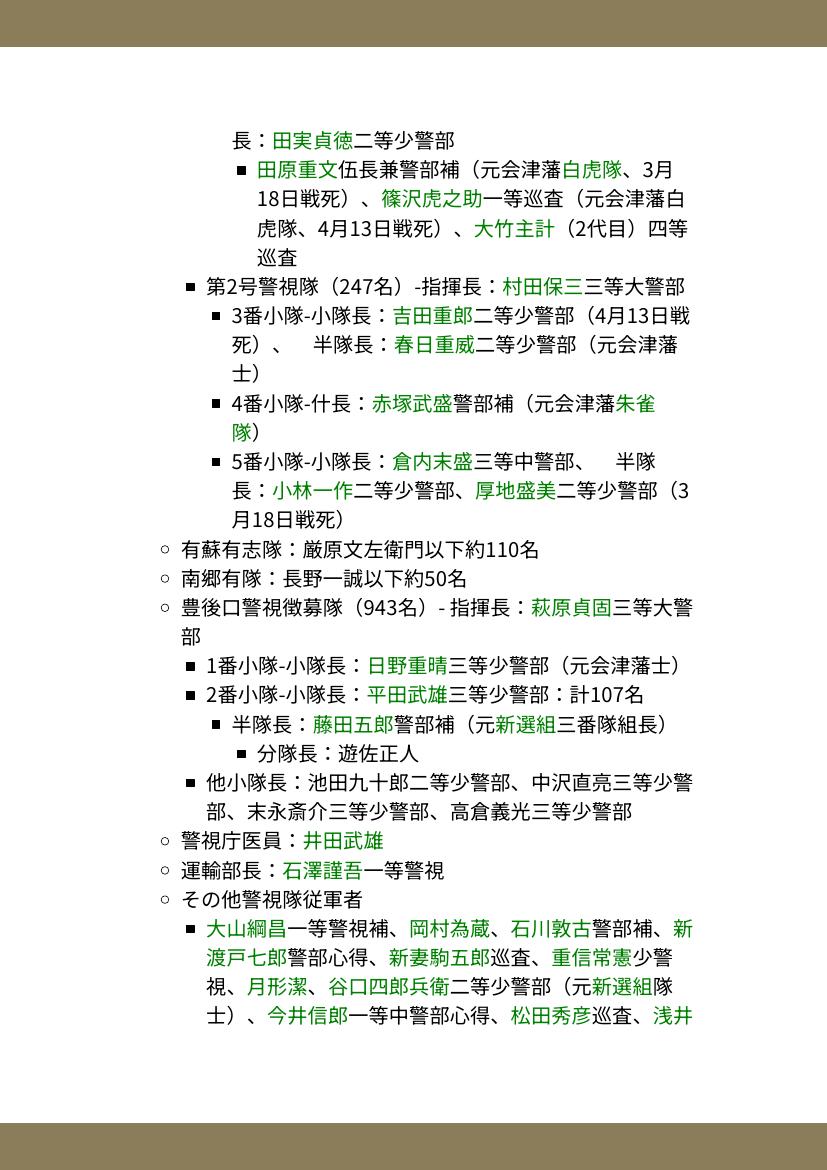 長：田実貞徳二等少警部
田原重文伍長兼警部補（元会津藩白虎隊、3月
18日戦死）、篠沢虎之助一等巡査（元会津藩白
虎隊、4月13日戦死）、大竹主計（2代目）四等
巡査
第2号警視隊（247名）-指揮長：村田保三三等大警部
3番小隊-小隊長：吉田重郎二等少警部（4月13日戦
死）、　半隊長：春日重威二等少警部（元会津藩
士）
4番小隊-什長：赤塚武盛警部補（元会津藩朱雀
隊）
5番小隊-小隊長：倉内末盛三等中警部、　半隊
長：小林一作二等少警部、厚地盛美二等少警部（3
月18日戦死）
有蘇有志隊：厳原文左衛門以下約110名
南郷有隊：長野一誠以下約50名
豊後口警視徴募隊（943名）- 指揮長：萩原貞固三等大警
部
1番小隊-小隊長：日野重晴三等少警部（元会津藩士）
2番小隊-小隊長：平田武雄三等少警部：計107名
半隊長：藤田五郎警部補（元新選組三番隊組長）
分隊長：遊佐正人
他小隊長：池田九十郎二等少警部、中沢直亮三等少警
部、末永斎介三等少警部、高倉義光三等少警部
警視庁医員：井田武雄
運輸部長：石澤謹吾一等警視
その他警視隊従軍者
大山綱昌一等警視補、岡村為蔵、石川敦古警部補、新
渡戸七郎警部心得、新妻駒五郎巡査、重信常憲少警
視、月形潔、谷口四郎兵衛二等少警部（元新選組隊
士）、今井信郎一等中警部心得、松田秀彦巡査、浅井